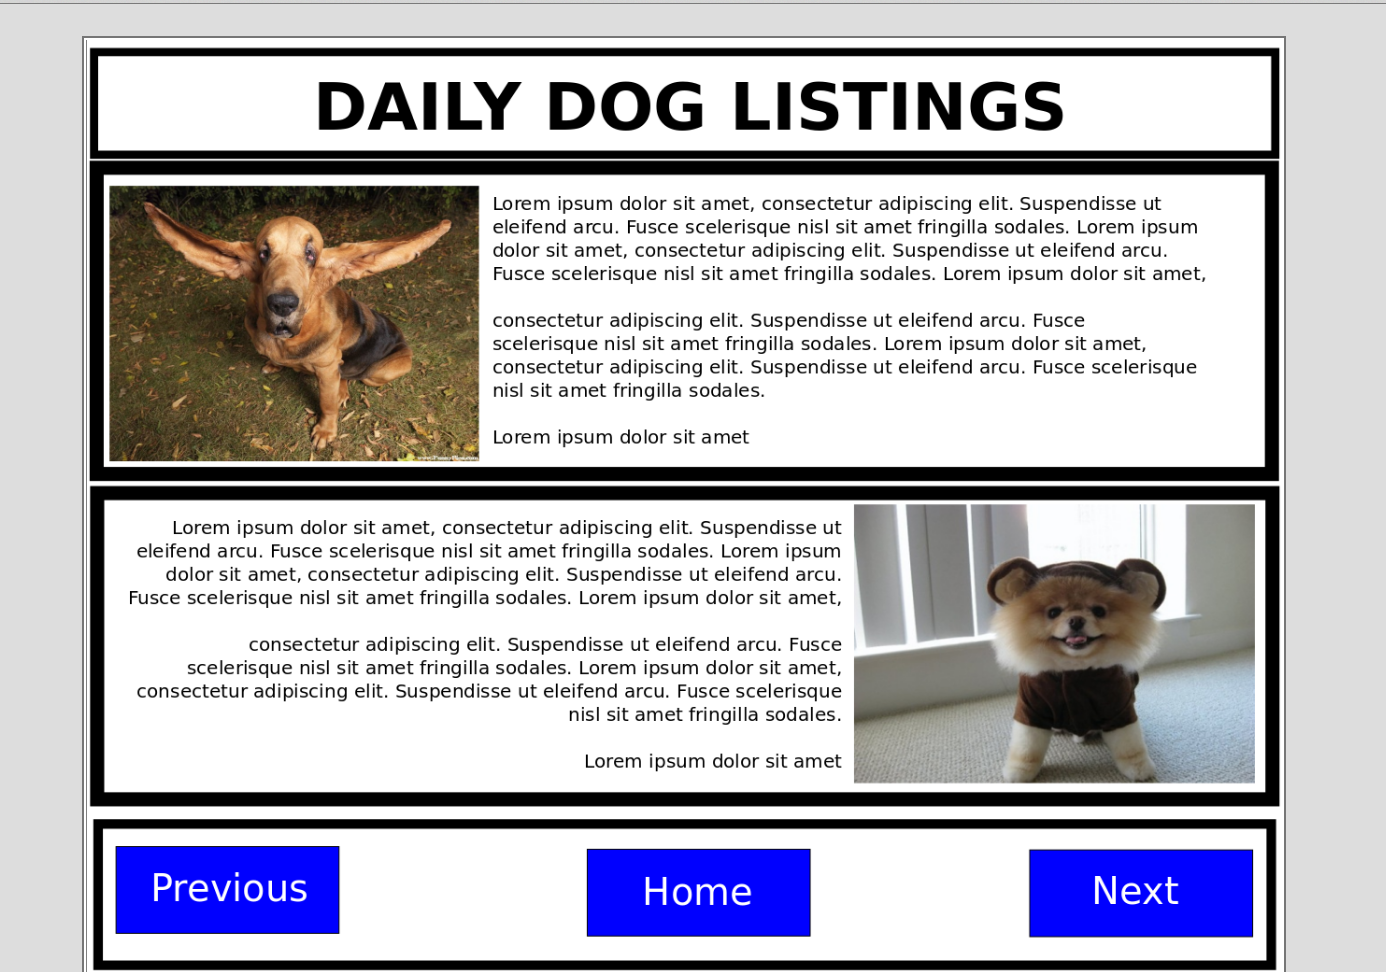 DAILY DOG LISTINGS
Lorem ipsum dolor sit amet, consectetur adipiscing elit. Suspendisse ut
eleifend arcu. Fusce scelerisque nisl sit amet fringilla sodales. Lorem ipsum
dolor sit amet, consectetur adipiscing elit. Suspendisse ut eleifend arcu.
Fusce scelerisque nisl sit amet fringilla sodales. Lorem ipsum dolor sit amet,
consectetur adipiscing elit. Suspendisse ut eleifend arcu. Fusce
scelerisque nisl sit amet fringilla sodales. Lorem ipsum dolor sit amet,
consectetur adipiscing elit. Suspendisse ut eleifend arcu. Fusce scelerisque
nisl sit amet fringilla sodales.
Lorem ipsum dolor sit amet
Lorem ipsum dolor sit amet, consectetur adipiscing elit. Suspendisse ut
eleifend arcu. Fusce scelerisque nisl sit amet fringilla sodales. Lorem ipsum
dolor sit amet, consectetur adipiscing elit. Suspendisse ut eleifend arcu.
Fusce scelerisque nisl sit amet fringilla sodales. Lorem ipsum dolor sit amet,
consectetur adipiscing elit. Suspendisse ut eleifend arcu. Fusce
scelerisque nisl sit amet fringilla sodales. Lorem ipsum dolor sit amet,
consectetur adipiscing elit. Suspendisse ut eleifend arcu. Fusce scelerisque
nisl sit amet fringilla sodales.
Lorem ipsum dolor sit amet
Previous
Home
Next